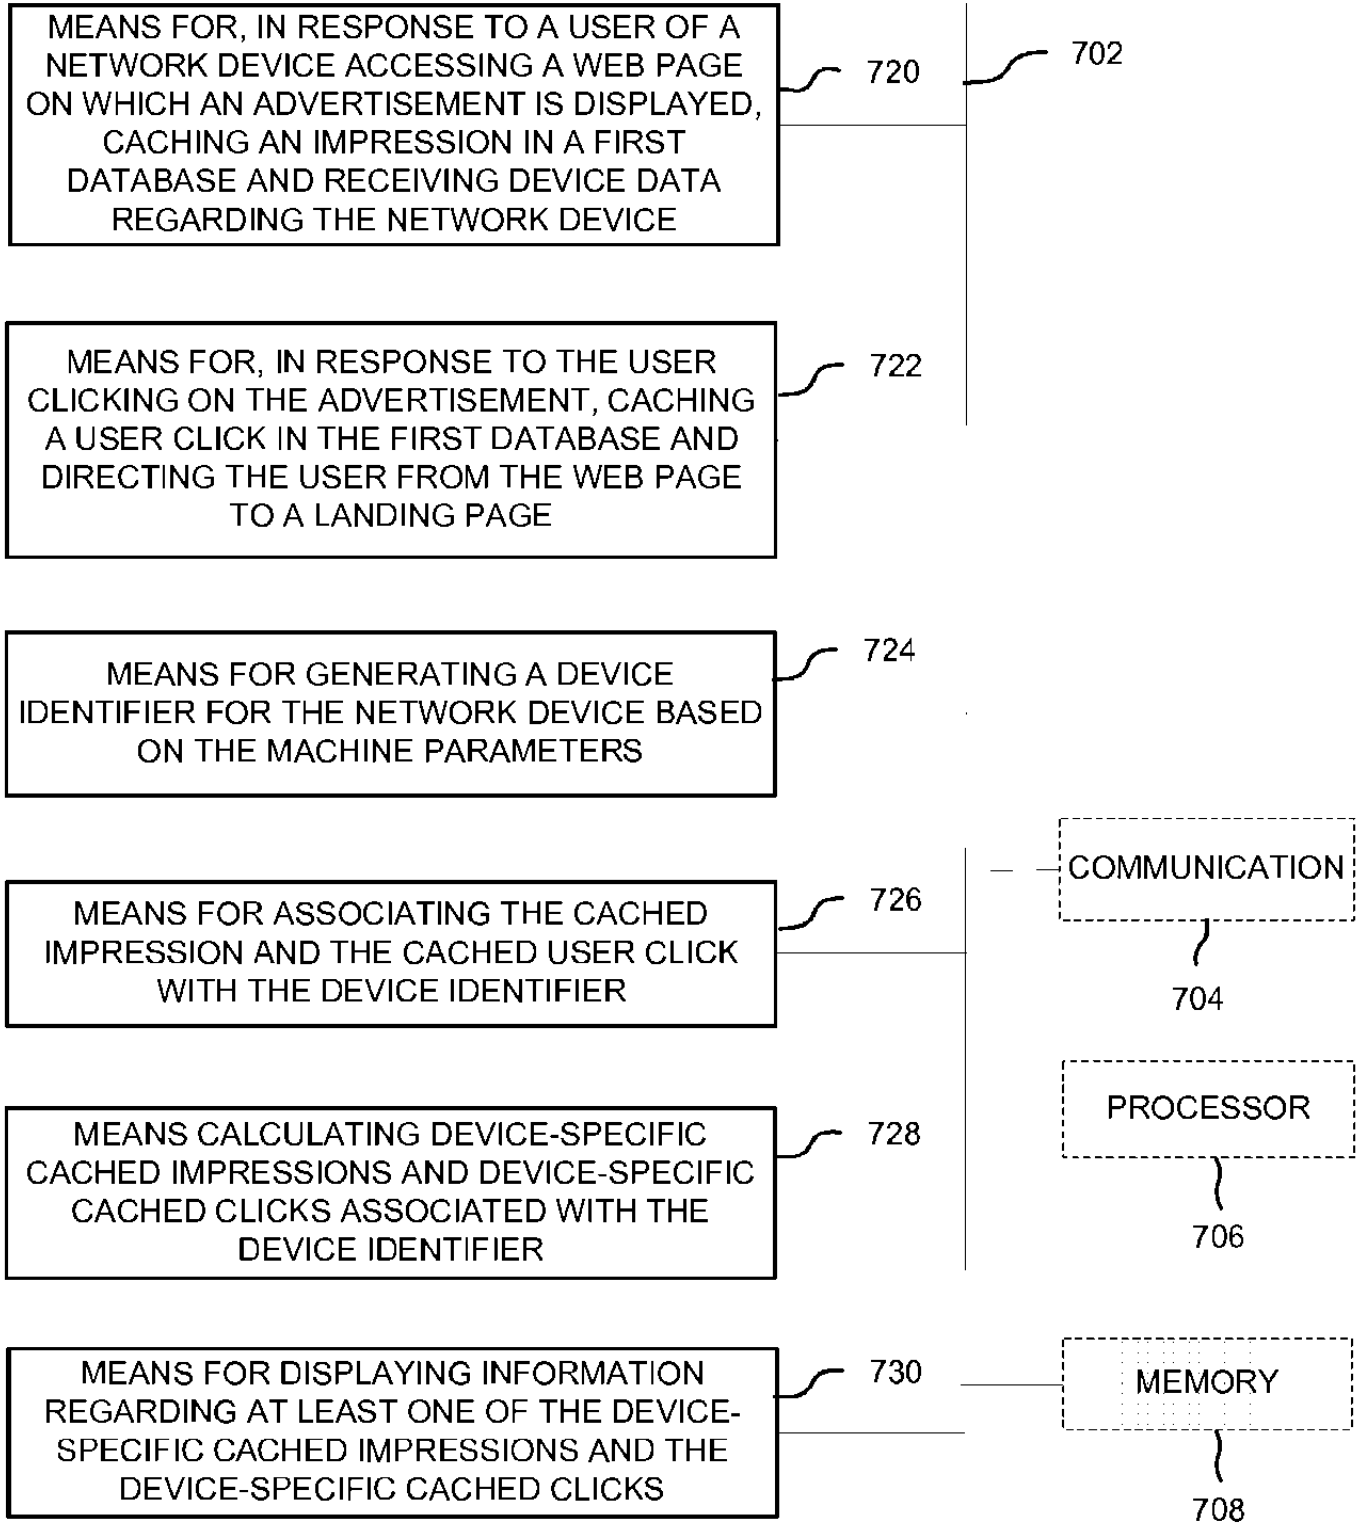 MEANS FOR, IN RESPONSE TO A USER OF A
NETWORK DEVICE ACCESSING A WEB PAGE
ON WHICH AN ADVERTISEMENT IS DISPLAYED,
CACHING AN IMPRESSION IN A FIRST
DATABASE AND RECEIVING DEVICE DATA
REGARDING THE NETWORK DEVICE
720
702
MEANS FOR, IN RESPONSE TO THE USER
CLICKING ON THE ADVERTISEMENT, CACHING
A USER CLICK IN THE FIRST DATABASE AND
DIRECTING THE USER FROM THE WEB PAGE
TO A LANDING PAGE
722
MEANS FOR GENERATING A DEVICE
IDENTIFIER FOR THE NETWORK DEVICE BASED
ON THE MACHINE PARAMETERS
724
MEANS FOR ASSOCIATING THE CACHED
IMPRESSION AND THE CACHED USER CLICK
WITH THE DEVICE IDENTIFIER
726
COMMUNICATION
704
MEANS CALCULATING DEVICE-SPECIFIC
CACHED IMPRESSIONS AND DEVICE-SPECIFIC
CACHED CLICKS ASSOCIATED WITH THE
DEVICE IDENTIFIER
728
PROCESSOR
706
MEANS FOR DISPLAYING INFORMATION
REGARDING AT LEAST ONE OF THE DEVICE-
SPECIFIC CACHED IMPRESSIONS AND THE
DEVICE-SPECIFIC CACHED CLICKS
730
MEMORY
708